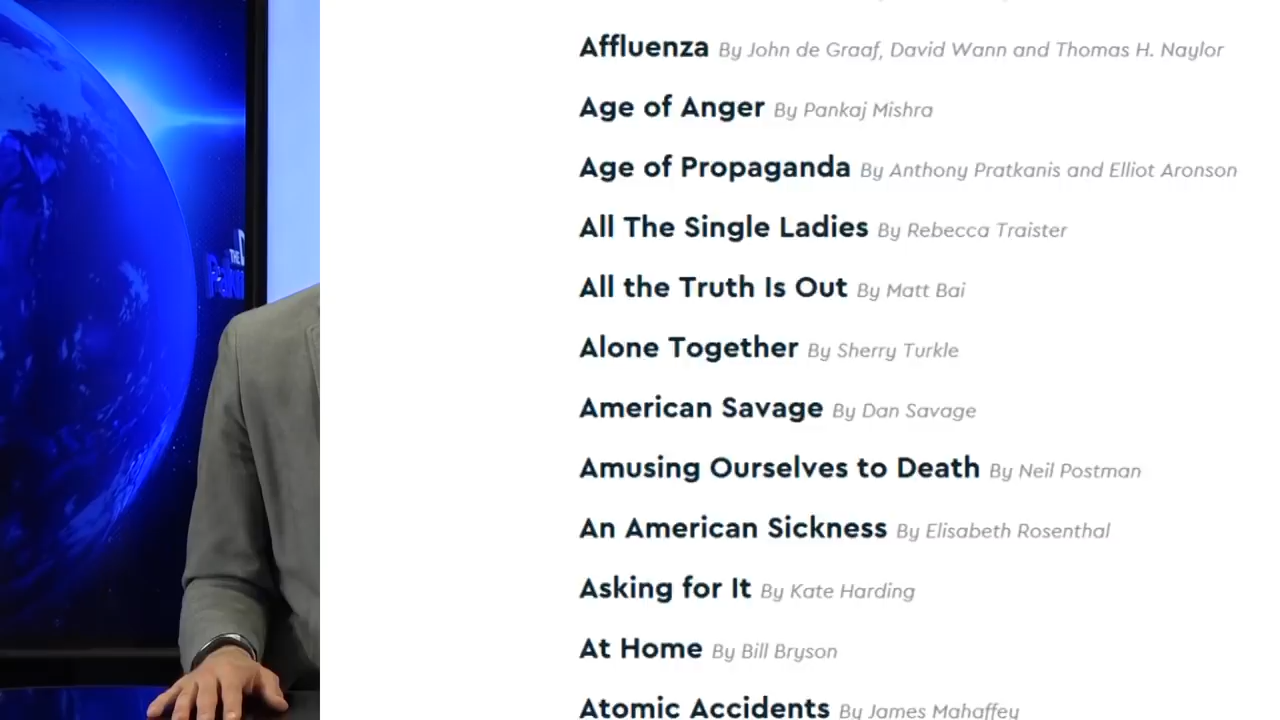 Affluenza By John de Graaf, David Wann and Thomas H. Naylor
Age of Anger By Pankaj Mishra
Age of Propaganda By Anthony Pratkanis and Elliot Aronson
All The Single Ladies By Rebecca Traister
All the Truth Is Out By Matt Bai
Alone Together By Sherry Turkle
American Savage By Dan Savage
Amusing Ourselves to Death By Neil Postman
An American Sickness By Elisabeth Rosenthal
Asking for It By Kate Harding
At Home By Bill Bryson
Atomic Accidents By James Mahaffey